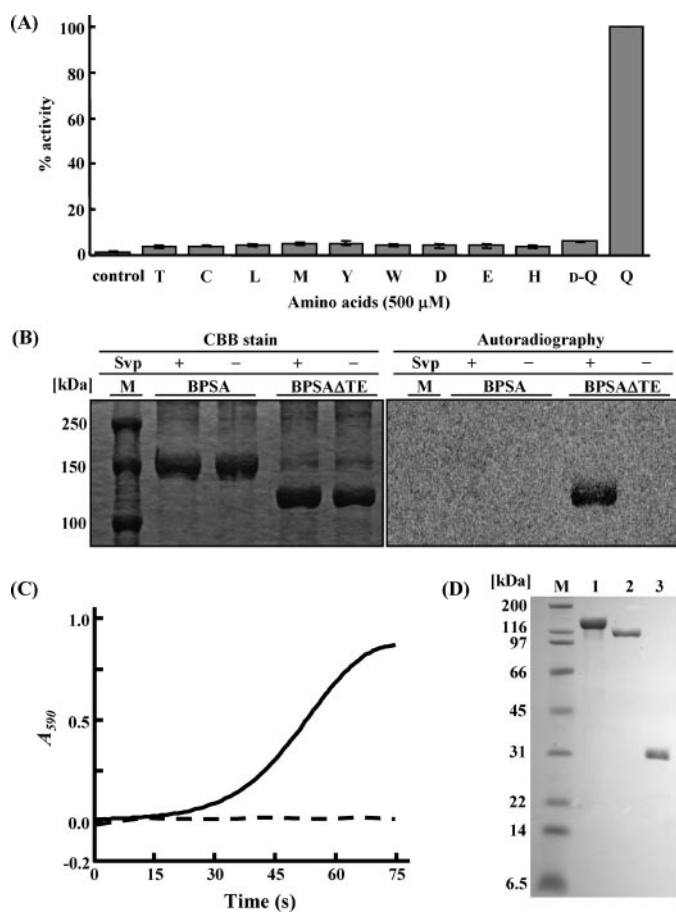 (A)
% activity
100
80
60
40
20
0
control T C L M Y W D E H D-Q Q
Amino acids (500 μM)
(B)
CBB stain Autoradiography
Svp + − + − Svp + − + −
[kDa] M BPSA BPSAΔTE M BPSA BPSAΔTE
250
150
100
(C)
A590
1.0
0.5
0.0
-0.2
0 15 30 45 60 75
Time (s)
(D)
[kDa] M 1 2 3
200
116
97
66
45
31
22
14
6.5